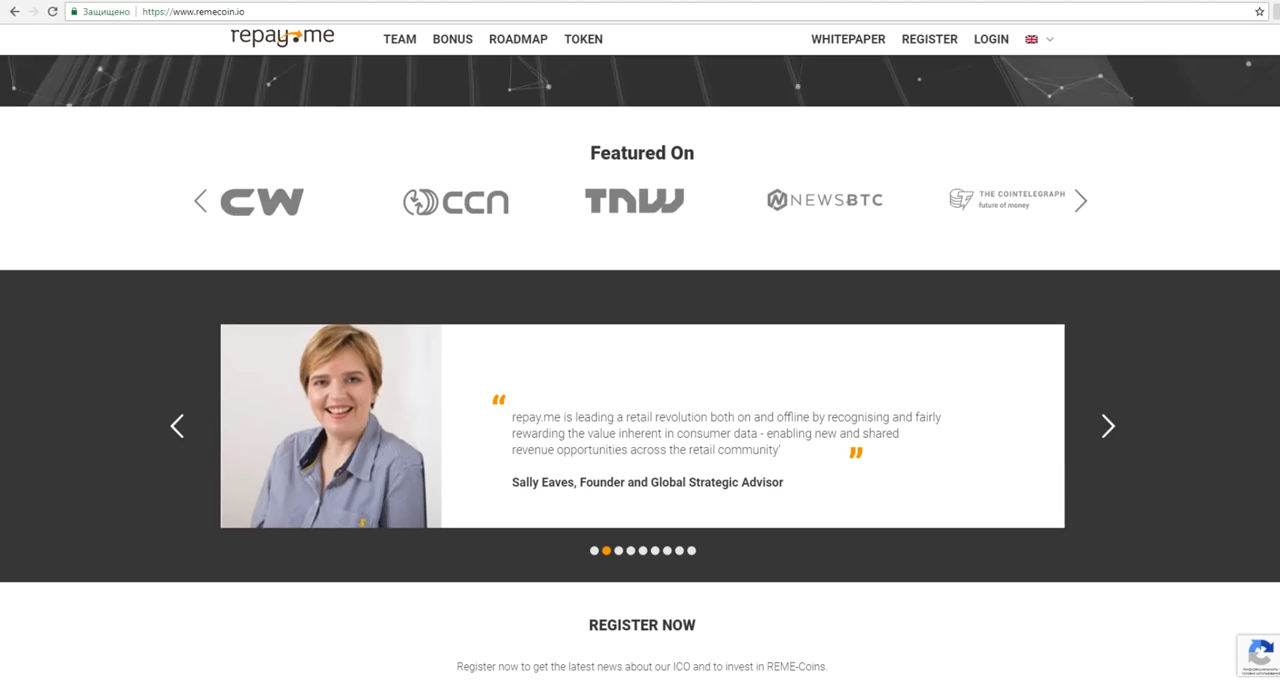 Защищено
https://www.remecoin.io
repay.me
TEAM BONUS ROADMAP TOKEN
WHITEPAPER REGISTER LOGIN
Featured On
CW
CCN
TNW
NEWSBTC
THE COINTELEGRAPH
future of money
“
repay.me is leading a retail revolution both on and offline by recognising and fairly
rewarding the value inherent in consumer data - enabling new and shared
revenue opportunities across the retail community'
”
Sally Eaves, Founder and Global Strategic Advisor
REGISTER NOW
Register now to get the latest news about our ICO and to invest in REME-Coins.